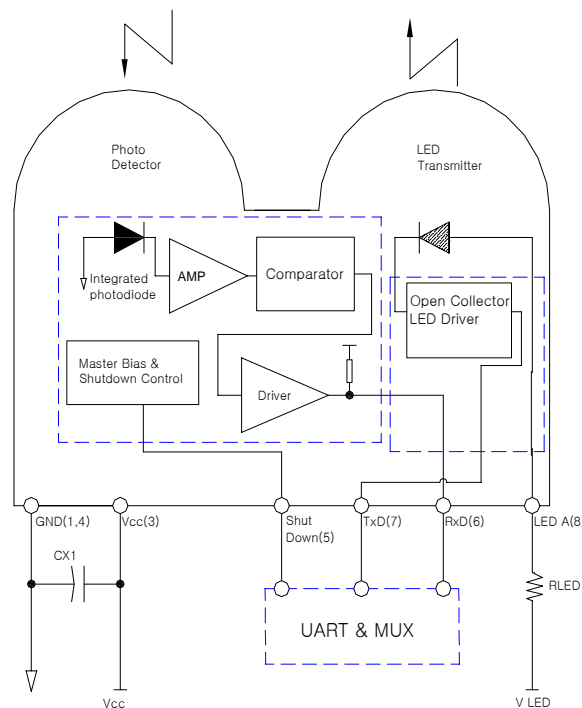 Photo
Detector
LED
Transmitter
Integrated
photodiode
AMP
Comparator
Open Collector
LED Driver
Master Bias &
Shutdown Control
Driver
GND(1,4)
Vcc(3)
Shut
Down(5)
TxD(7)
RxD(6)
LED A(8
CX1
RLED
UART & MUX
Vcc
V LED